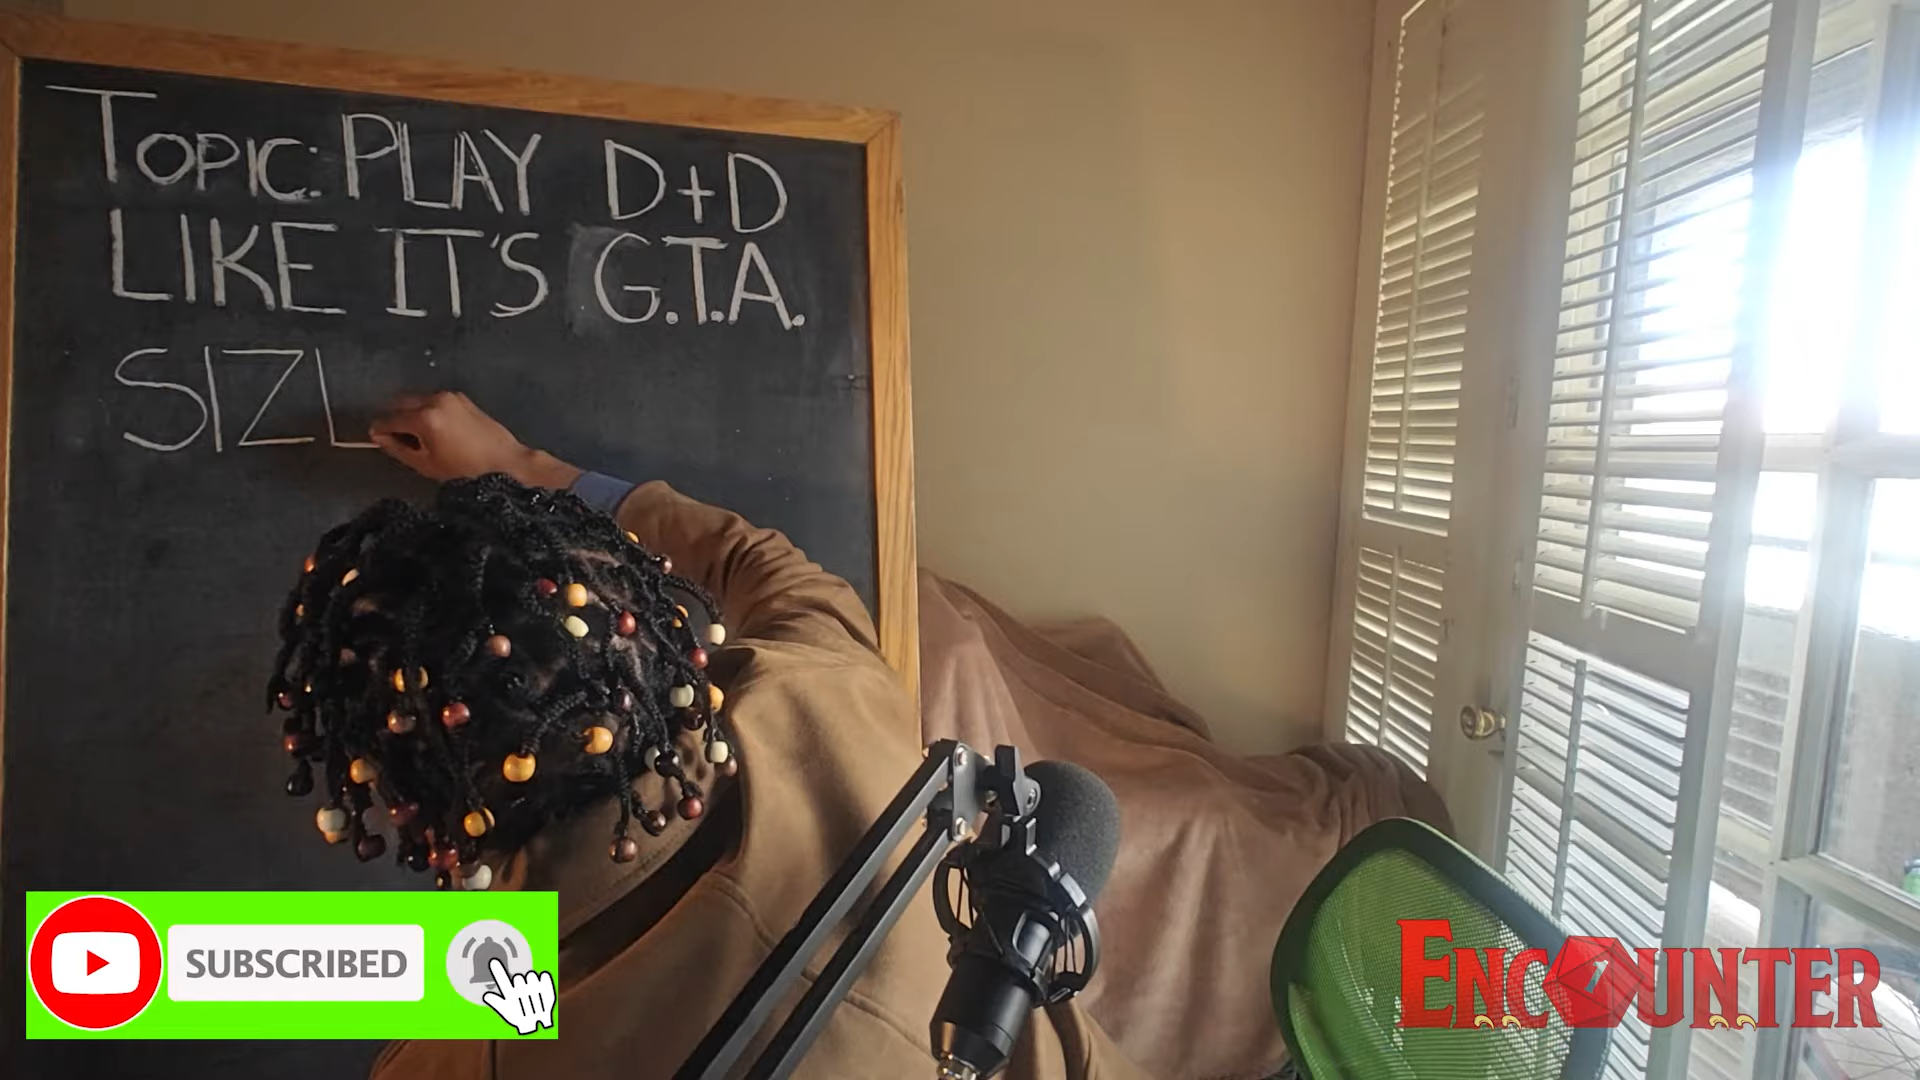 TOPIC: PLAY D+D
LIKE IT'S G.T.A.
SIZL
SUBSCRIBED
ENCOUNTER